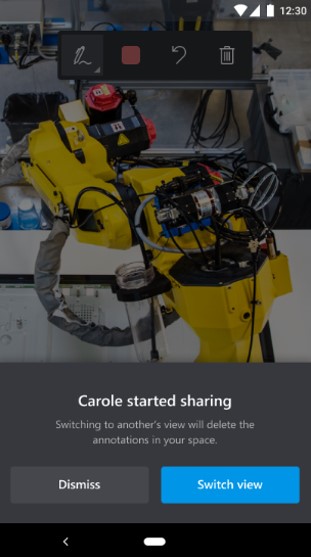 12:30
Carole started sharing
Switching to another's view will delete the
annotations in your space.
Dismiss
Switch view